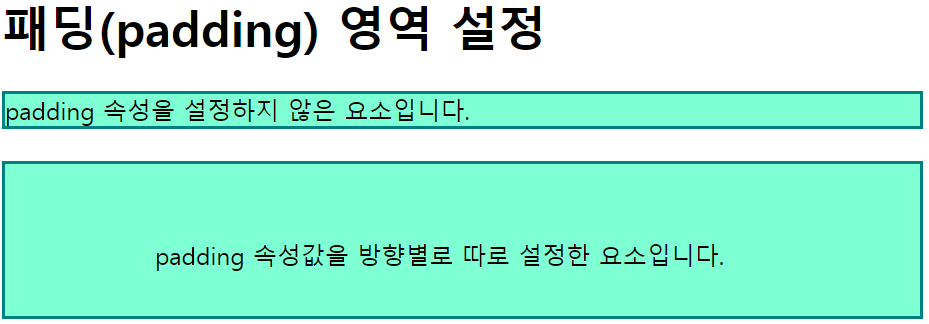 패딩(padding) 영역 설정
padding 속성을 설정하지 않은 요소입니다.
padding 속성값을 방향별로 따로 설정한 요소입니다.